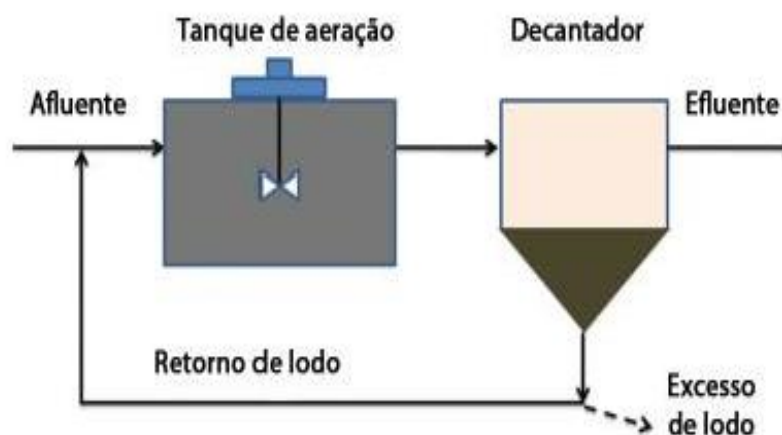 Tanque de aeração
Decantador
Afluente
Efluente
Retorno de lodo
Excesso
de lodo